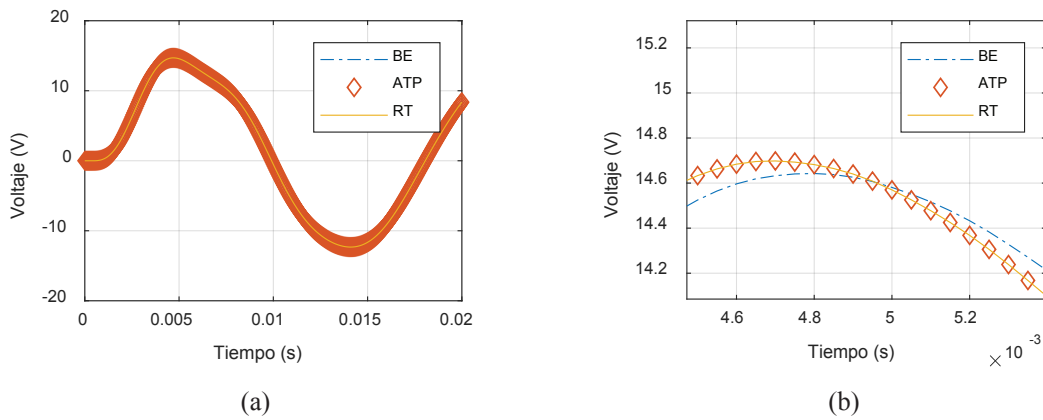 20
10
0
-10
-20
Voltaje (V)
0
0.005
0.01
0.015
0.02
Tiempo (s)
BE
ATP
RT
(a)
15.2
15
14.8
14.6
14.4
14.2
Voltaje (V)
4.6
4.8
5
5.2
Tiempo (s)
× 10 -3
BE
ATP
RT
(b)